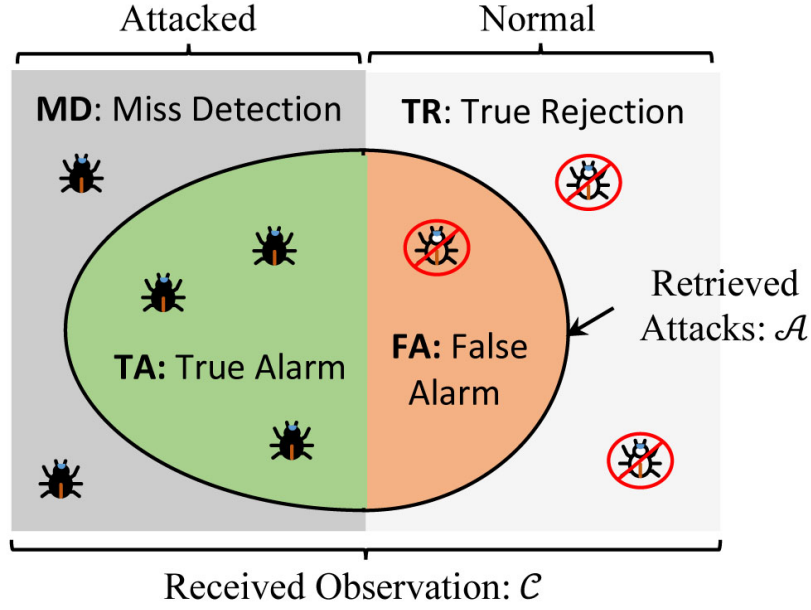 Attacked
Normal
MD: Miss Detection
TR: True Rejection
Retrieved
Attacks: 𝒜
TA: True Alarm
FA: False
Alarm
Received Observation: 𝒞